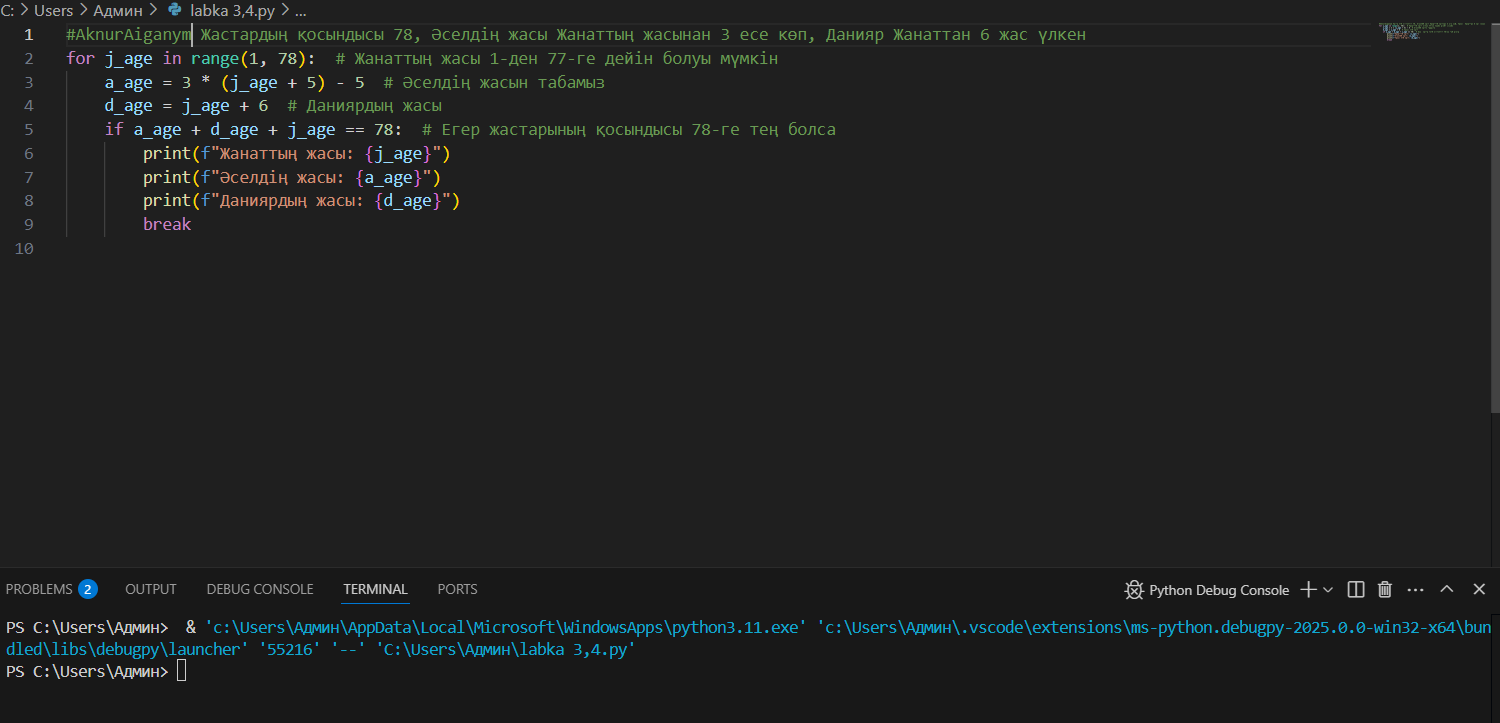 C: > Users > Админ > labka 3,4.py > ...
1 #AknurAiganym Жастардың қосындысы 78, Әселдің жасы Жанаттың жасынан 3 есе көп, Данияр Жанаттан 6 жас үлкен
2 for j_age in range(1, 78):  # Жанаттың жасы 1-ден 77-ге дейін болуы мүмкін
3     a_age = 3 * (j_age + 5) - 5  # Әселдің жасын табамыз
4     d_age = j_age + 6  # Даниярдың жасы
5     if a_age + d_age + j_age == 78:  # Егер жастарының қосындысы 78-ге тең болса
6         print(f"Жанаттың жасы: {j_age}")
7         print(f"Әселдің жасы: {a_age}")
8         print(f"Даниярдың жасы: {d_age}")
9         break
10
PROBLEMS 2 OUTPUT DEBUG CONSOLE TERMINAL PORTS Python Debug Console
PS C:\Users\Админ>  & 'c:\Users\Админ\AppData\Local\Microsoft\WindowsApps\python3.11.exe' 'c:\Users\Админ\.vscode\extensions\ms-python.debugpy-2025.0.0-win32-x64\bun
dled\libs\debugpy\launcher' '55216' '--' 'C:\Users\Админ\labka 3,4.py'
PS C:\Users\Админ>